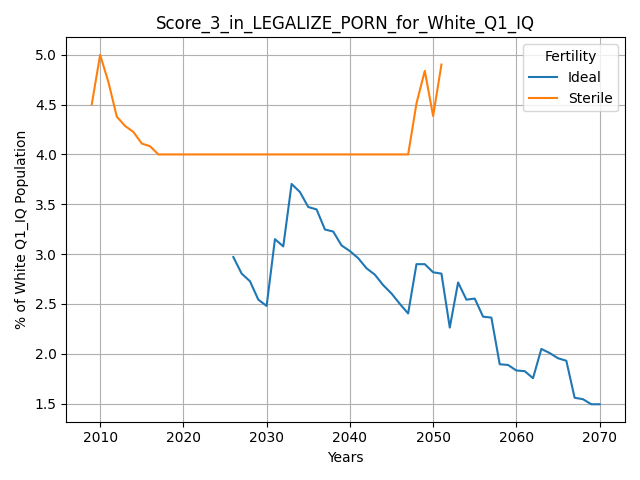 Score_3_in_LEGALIZE_PORN_for_White_Q1_IQ
5.0
4.5
4.0
3.5
3.0
2.5
2.0
1.5
% of White Q1_IQ Population
Fertility
Ideal
Sterile
2010
2020
2030
2040
2050
2060
2070
Years